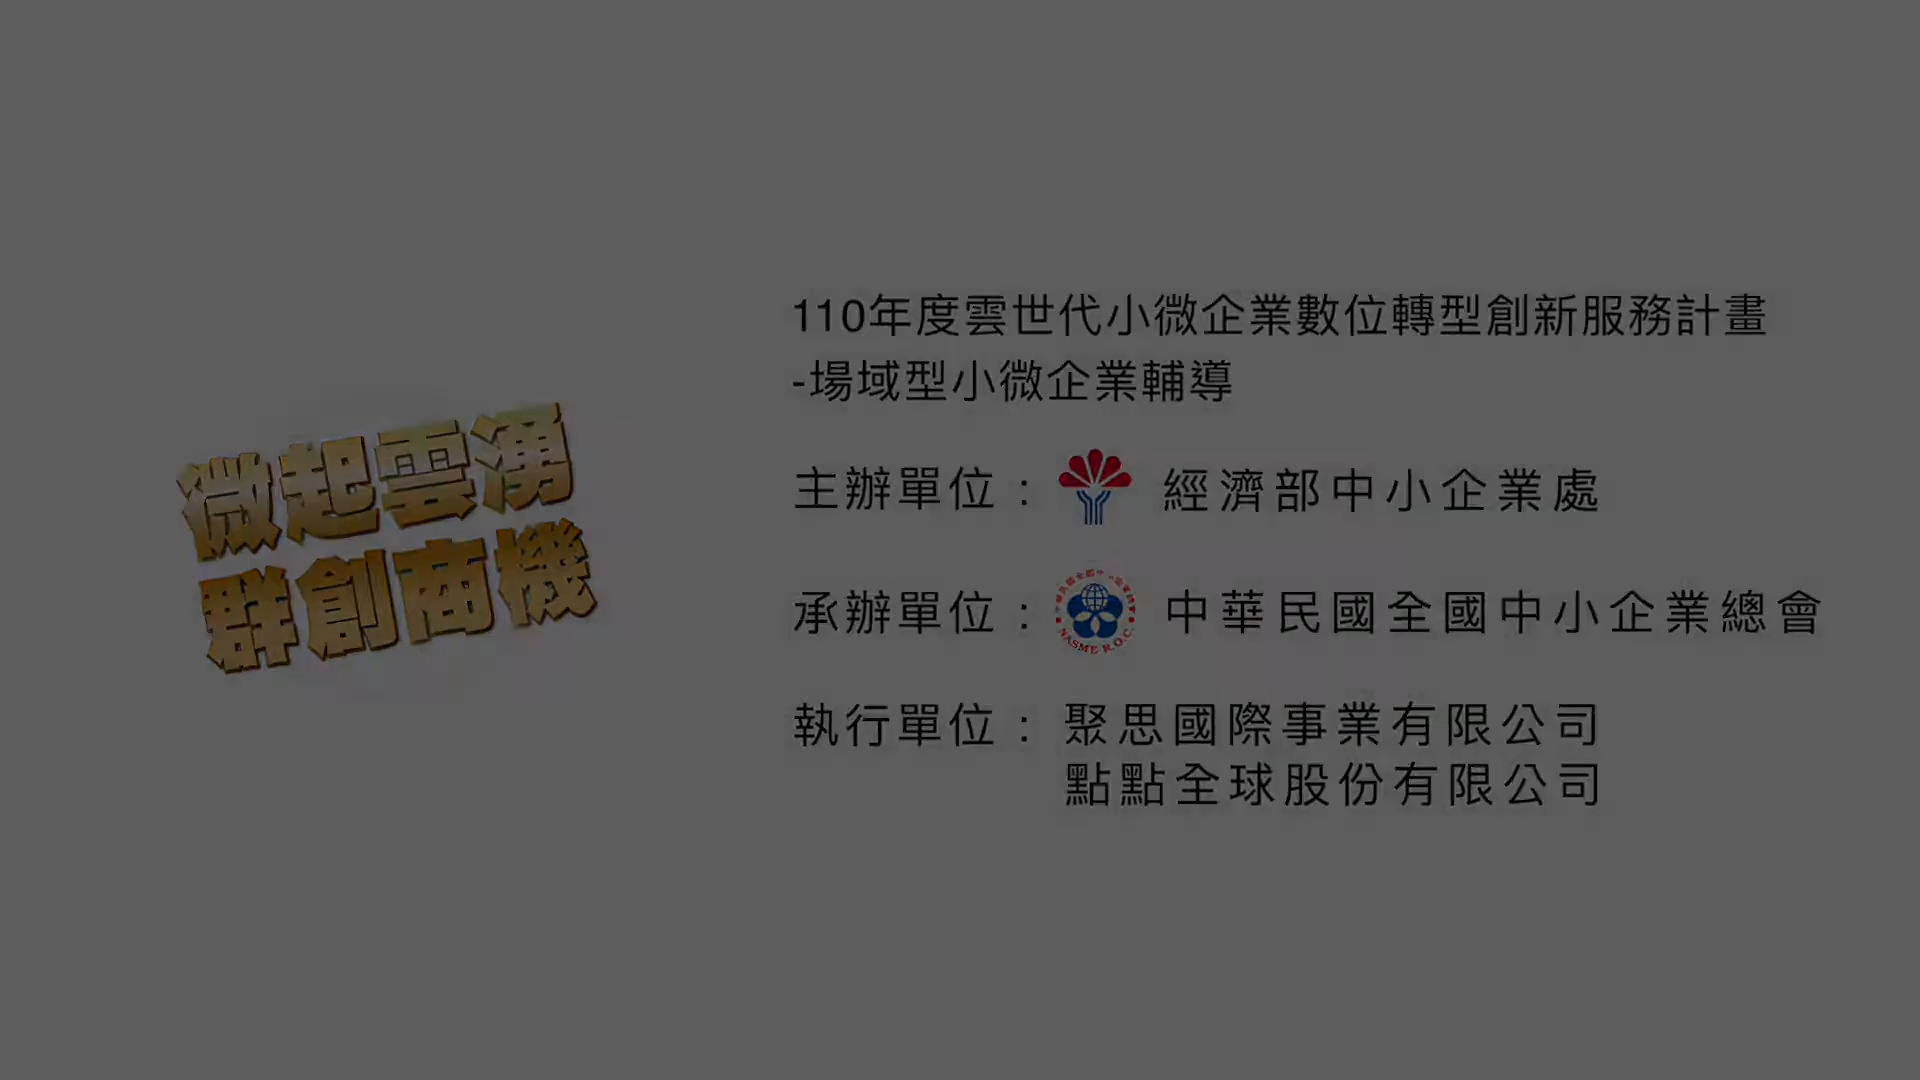 微起雲湧
群創商機
110年度雲世代小微企業數位轉型創新服務計畫
-場域型小微企業輔導
主辦單位： 經濟部中小企業處
承辦單位： 中華民國全國中小企業總會
NASME R.O.C.
執行單位： 聚思國際事業有限公司
點點全球股份有限公司